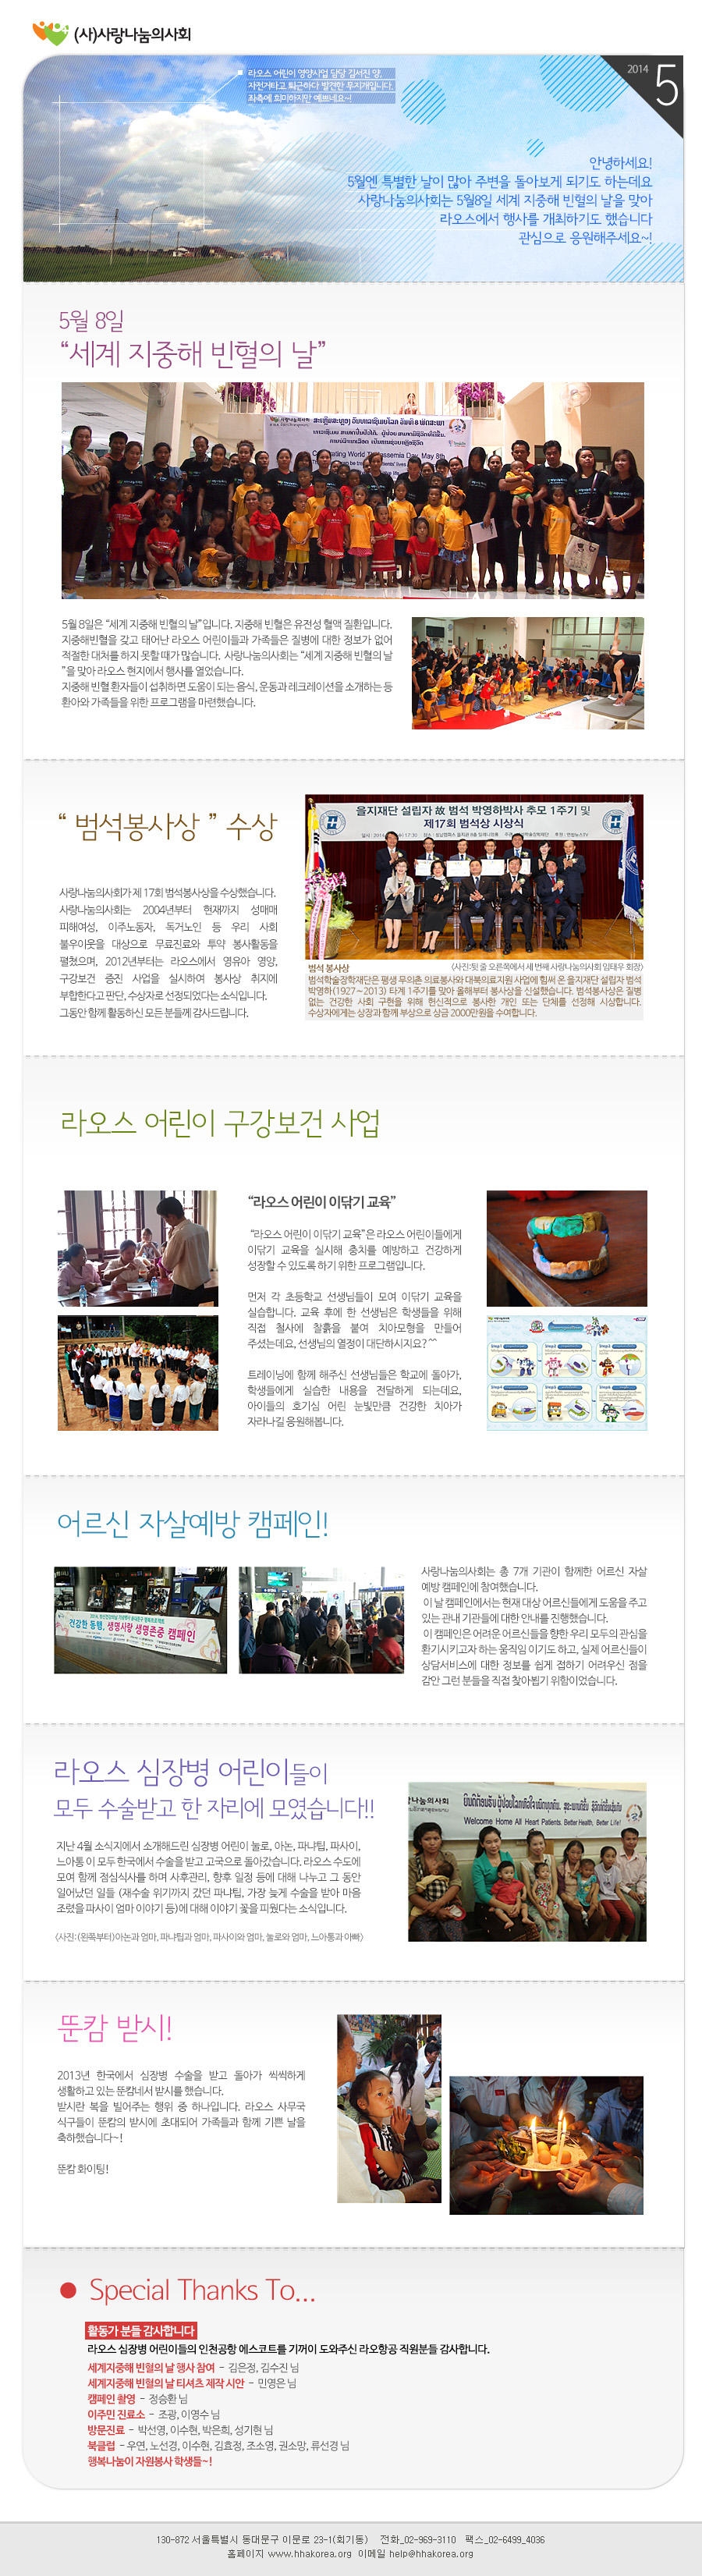 (사)사랑나눔의사회
라오스 어린이 영양사업 담당 김서진 양,
자전거타고 퇴근하다 발견한 무지개입니다.
좌측에 희미하지만 예쁘네요~!
2014
5
안녕하세요!
5월엔 특별한 날이 많아 주변을 돌아보게 되기도 하는데요
사랑나눔의사회는 5월8일 세계 지중해 빈혈의 날을 맞아
라오스에서 행사를 개최하기도 했습니다
관심으로 응원해주세요~!
5월 8일
“세계 지중해 빈혈의 날”
5월 8일은 “세계 지중해 빈혈의 날”입니다. 지중해 빈혈은 유전성 혈액 질환입니다.
지중해빈혈을 갖고 태어난 라오스 어린이들과 가족들은 질병에 대한 정보가 없어
적절한 대처를 하지 못할 때가 많습니다. 사랑나눔의사회는 “세계 지중해 빈혈의 날
”을 맞아 라오스 현지에서 행사를 열었습니다.
지중해 빈혈 환자들이 섭취하면 도움이 되는 음식, 운동과 레크레이션을 소개하는 등
환아와 가족들을 위한 프로그램을 마련했습니다.
“ 범석봉사상 ” 수상
을지재단 설립자 故 범석 박영하박사 추모 1주기 및
제17회 범석상 시상식
사랑나눔의사회가 제 17회 범석봉사상을 수상했습니다.
사랑나눔의사회는 2004년부터 현재까지 성매매
피해여성, 이주노동자, 독거노인 등 우리 사회
불우이웃을 대상으로 무료진료와 투약 봉사활동을
펼쳤으며, 2012년부터는 라오스에서 영유아 영양,
구강보건 증진 사업을 실시하여 봉사상 취지에
부합한다고 판단, 수상자로 선정되었다는 소식입니다.
그동안 함께 활동하신 모든 분들께 감사드립니다.
범석 봉사상
<사진:뒷 줄 오른쪽에서 세 번째 사랑나눔의사회 임태우 회장>
범석학술장학재단은 평생 무의촌 의료봉사와 대북의료지원 사업에 힘써 온 을지재단 설립자 범석
박영하(1927~2013) 타계 1주기를 맞아 올해부터 봉사상을 신설했습니다. 범석봉사상은 질병
없는 건강한 사회 구현을 위해 헌신적으로 봉사한 개인 또는 단체를 선정해 시상합니다.
수상자에게는 상장과 함께 부상으로 상금 2000만원을 수여합니다.
라오스 어린이 구강보건 사업
“라오스 어린이 이닦기 교육”
“라오스 어린이 이닦기 교육”은 라오스 어린이들에게
이닦기 교육을 실시해 충치를 예방하고 건강하게
성장할 수 있도록 하기 위한 프로그램입니다.
먼저 각 초등학교 선생님들이 모여 이닦기 교육을
실습합니다. 교육 후에 한 선생님은 학생들을 위해
직접 철사에 찰흙을 붙여 치아모형을 만들어
주셨는데요, 선생님의 열정이 대단하시지요? ^^
트레이닝에 함께 해주신 선생님들은 학교에 돌아가,
학생들에게 실습한 내용을 전달하게 되는데요,
아이들의 호기심 어린 눈빛만큼 건강한 치아가
자라나길 응원해봅니다.
어르신 자살예방 캠페인!
건강한 동행, 생명사랑 생명존중 캠페인
사랑나눔의사회는 총 7개 기관이 함께한 어르신 자살
예방 캠페인에 참여했습니다.
이 날 캠페인에서는 현재 대상 어르신들에게 도움을 주고
있는 관내 기관들에 대한 안내를 진행했습니다.
이 캠페인은 어려운 어르신들을 향한 우리 모두의 관심을
환기시키고자 하는 움직임 이기도 하고, 실제 어르신들이
상담서비스에 대한 정보를 쉽게 접하기 어려우신 점을
감안 그런 분들을 직접 찾아뵙기 위함이었습니다.
라오스 심장병 어린이들이
모두 수술받고 한 자리에 모였습니다!!
Welcome Home All Heart Patients, Better Health, Better Life!
지난 4월 소식지에서 소개해드린 심장병 어린이 눌로, 아논, 파냐팁, 파사이,
느아통 이 모두 한국에서 수술을 받고 고국으로 돌아갔습니다. 라오스 수도에
모여 함께 점심식사를 하며 사후관리, 향후 일정 등에 대해 나누고 그 동안
일어났던 일들 (재수술 위기까지 갔던 파냐팁, 가장 늦게 수술을 받아 마음
조렸을 파사이 엄마 이야기 등)에 대해 이야기 꽃을 피웠다는 소식입니다.
<사진:(왼쪽부터)아논과 엄마, 파냐팁과 엄마, 파사이와 엄마, 눌로와 엄마, 느아통과 아빠>
뚠캄 밧시!
2013년 한국에서 심장병 수술을 받고 돌아가 씩씩하게
생활하고 있는 뚠캄네서 밧시를 했습니다.
밧시란 복을 빌어주는 행위 중 하나입니다. 라오스 사무국
식구들이 뚠캄의 밧시에 초대되어 가족들과 함께 기쁜 날을
축하했습니다~!
뚠캄 화이팅!
Special Thanks To...
활동가 분들 감사합니다
라오스 심장병 어린이들의 인천공항 에스코트를 기꺼이 도와주신 라오항공 직원분들 감사합니다.
세계지중해 빈혈의 날 행사 참여 - 김은정, 김수진 님
세계지중해 빈혈의 날 티셔츠 제작 시안 - 민영은 님
캠페인 촬영 - 정승환 님
이주민 진료소 - 조광, 이영수 님
방문진료 - 박선영, 이수현, 박은희, 성기현 님
북클럽 - 우연, 노선경, 이수현, 김효정, 조소영, 권소망, 류선경 님
행복나눔이 자원봉사 학생들~!
130-872 서울특별시 동대문구 이문로 23-1(회기동) 전화_02-969-3110 팩스_02-6499_4036
홈페이지 www.hhakorea.org 이메일 help@hhakorea.org